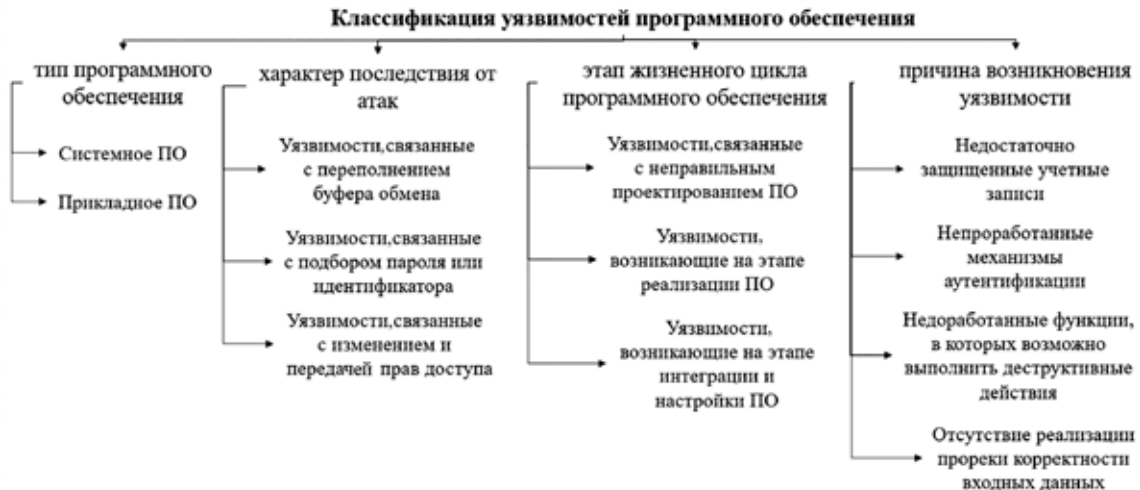 Классификация уязвимостей программного обеспечения
тип программного
обеспечения
Системное ПО
Прикладное ПО
характер последствия от
атак
Уязвимости,связанные
с переполнением
буфера обмена
Уязвимости,связанные
с подбором пароля или
идентификатора
Уязвимости,связанные
с изменением и
передачей прав доступа
этап жизненного цикла
программного обеспечения
Уязвимости,связанные
с неправильным
проектированием ПО
Уязвимости,
возникающие на этапе
реализации ПО
Уязвимости,
возникающие на этапе
интеграции и
настройки ПО
причина возникновения
уязвимости
Недостаточно
защищенные учетные
записи
Непроработанные
механизмы
аутентификации
Недоработанные функции,
в которых возможно
выполнить деструктивные
действия
Отсутствие реализации
прореки корректности
входных данных